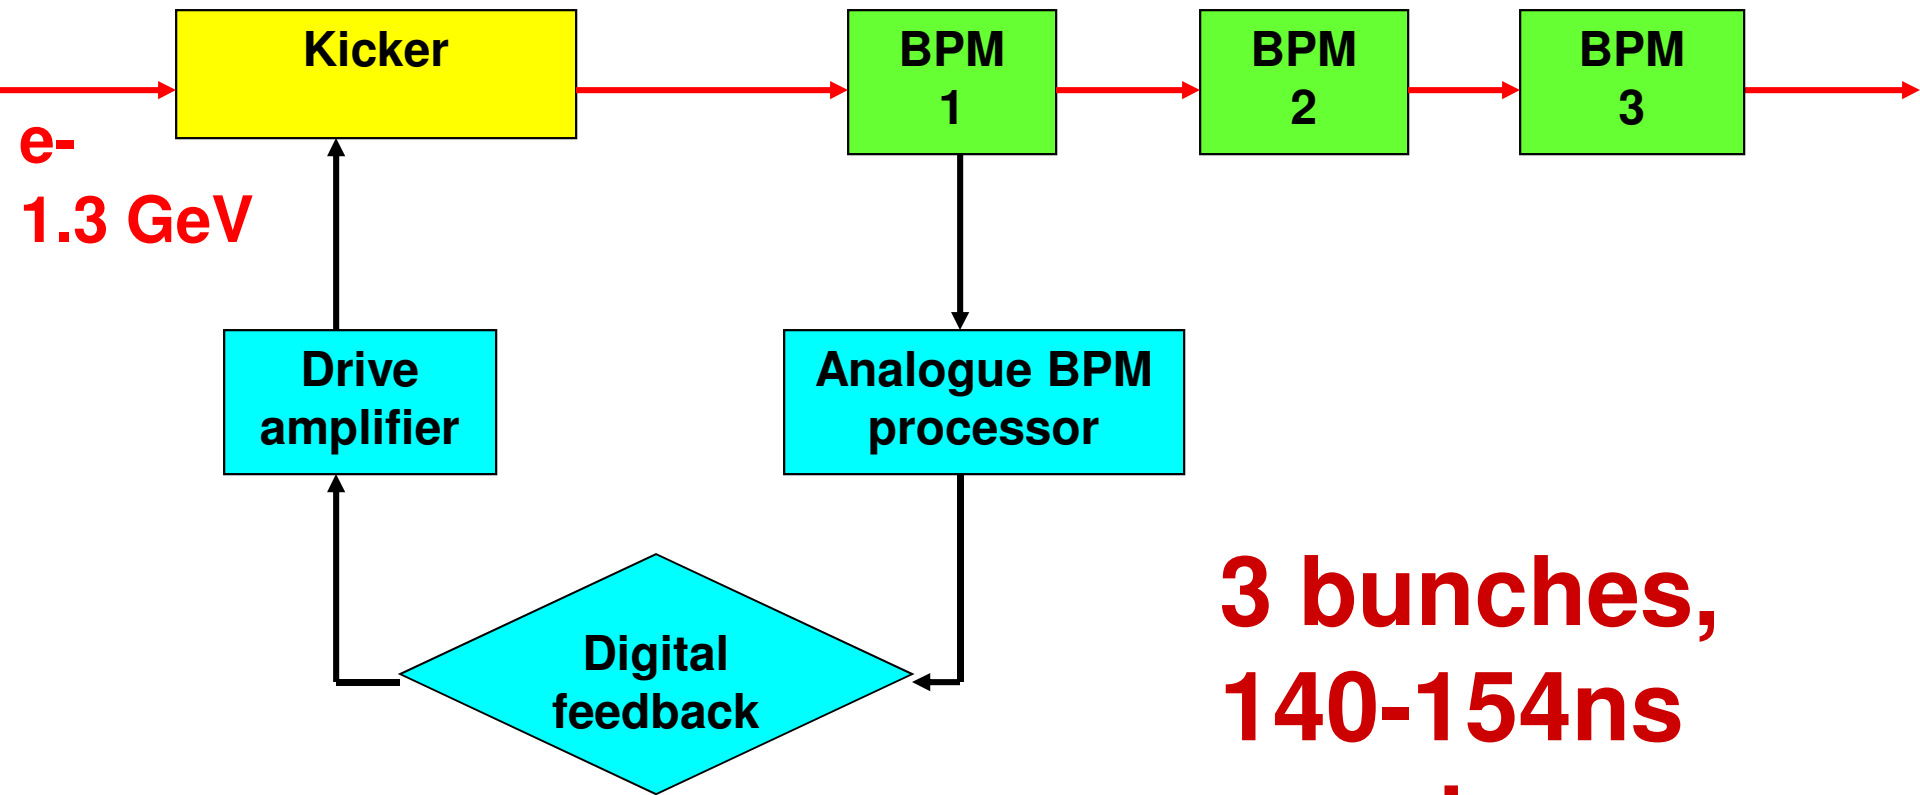 Kicker
BPM
1
BPM
2
BPM
3
e-
1.3 GeV
Drive
amplifier
Analogue BPM
processor
Digital
feedback
3 bunches,
140-154ns